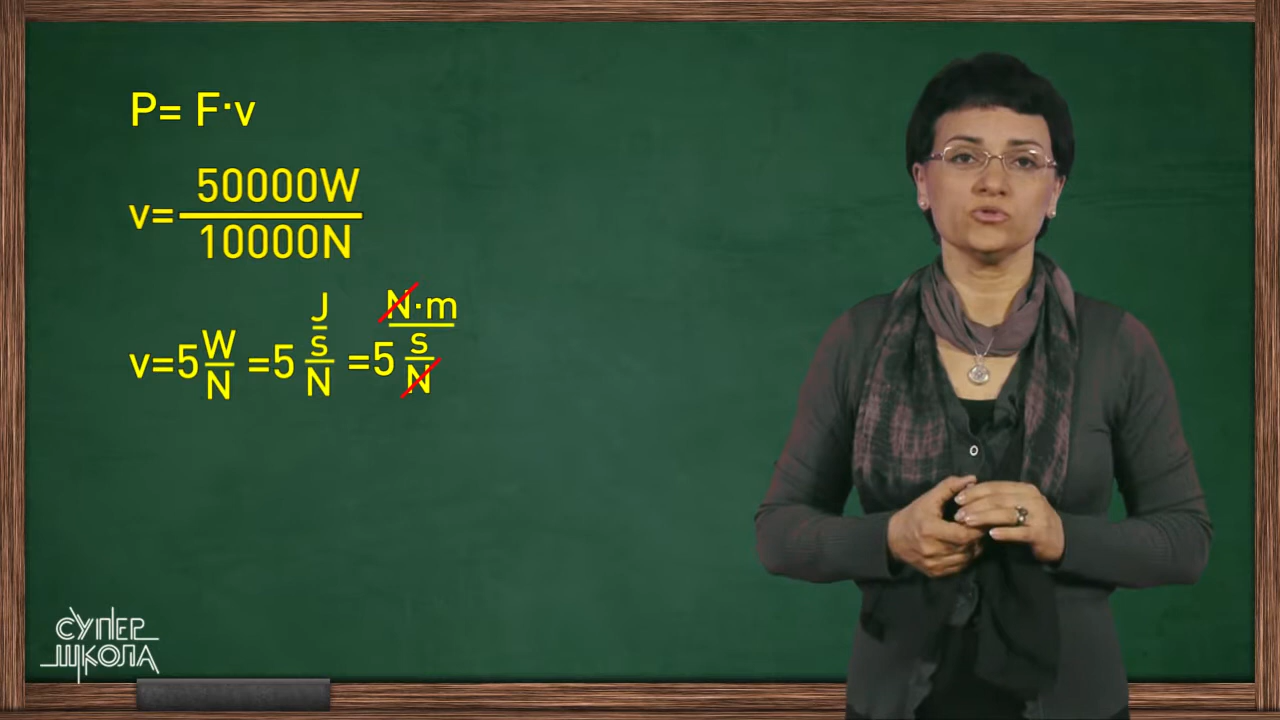 P= F·v
v= 50000W / 10000N
v=5 W/N =5 J/s/N =5 N·m/s/N
СУПЕР
ШКОЛА